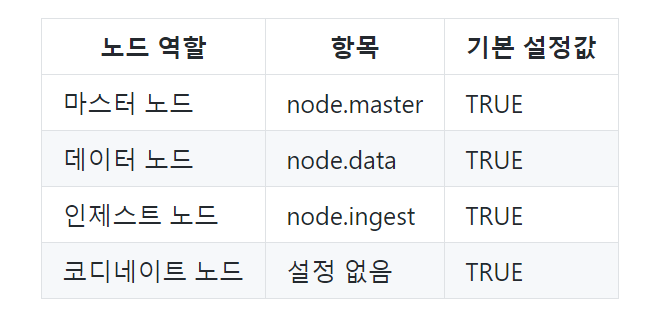 노드 역할 항목 기본 설정값
마스터 노드 node.master TRUE
데이터 노드 node.data TRUE
인제스트 노드 node.ingest TRUE
코디네이트 노드 설정 없음 TRUE